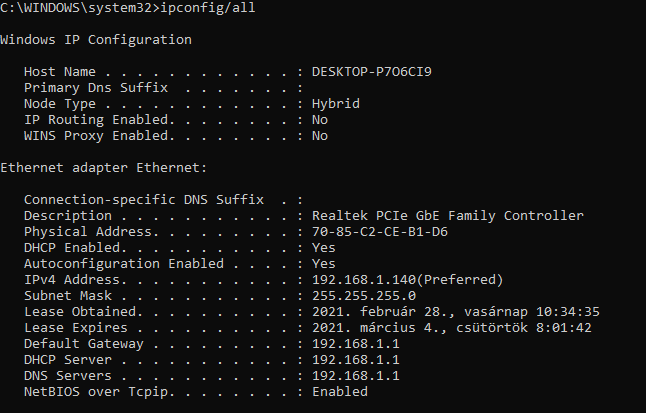 C:\WINDOWS\system32>ipconfig/all
Windows IP Configuration
Host Name . . . . . . . . . . . . : DESKTOP-P7O6CI9
Primary Dns Suffix  . . . . . . . :
Node Type . . . . . . . . . . . . : Hybrid
IP Routing Enabled. . . . . . . . : No
WINS Proxy Enabled. . . . . . . . : No
Ethernet adapter Ethernet:
Connection-specific DNS Suffix  . :
Description . . . . . . . . . . . : Realtek PCIe GbE Family Controller
Physical Address. . . . . . . . . : 70-85-C2-CE-B1-D6
DHCP Enabled. . . . . . . . . . . : Yes
Autoconfiguration Enabled . . . . : Yes
IPv4 Address. . . . . . . . . . . : 192.168.1.140(Preferred)
Subnet Mask . . . . . . . . . . . : 255.255.255.0
Lease Obtained. . . . . . . . . . : 2021. február 28., vasárnap 10:34:35
Lease Expires . . . . . . . . . . : 2021. március 4., csütörtök 8:01:42
Default Gateway . . . . . . . . . : 192.168.1.1
DHCP Server . . . . . . . . . . . : 192.168.1.1
DNS Servers . . . . . . . . . . . : 192.168.1.1
NetBIOS over Tcpip. . . . . . . . : Enabled